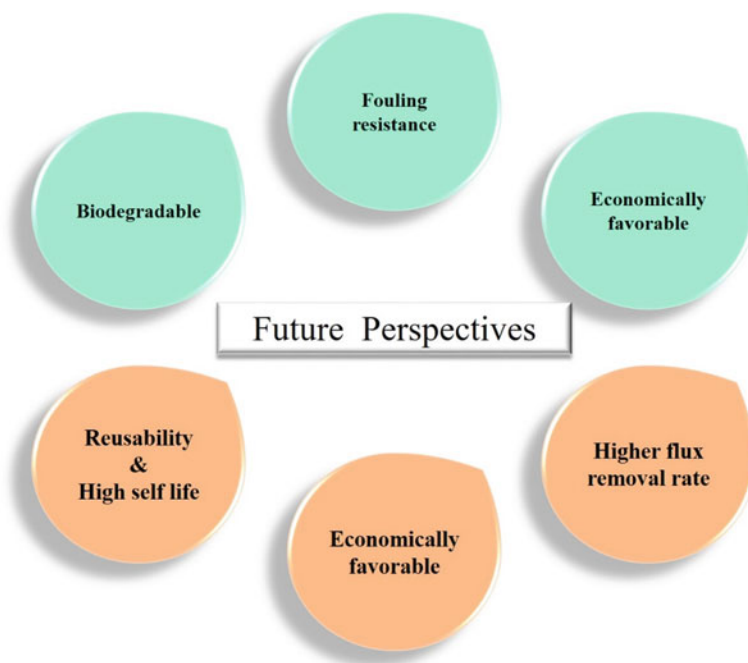 Fouling
resistance
Biodegradable
Economically
favorable
Future Perspectives
Reusability
&
High self life
Higher flux
removal rate
Economically
favorable